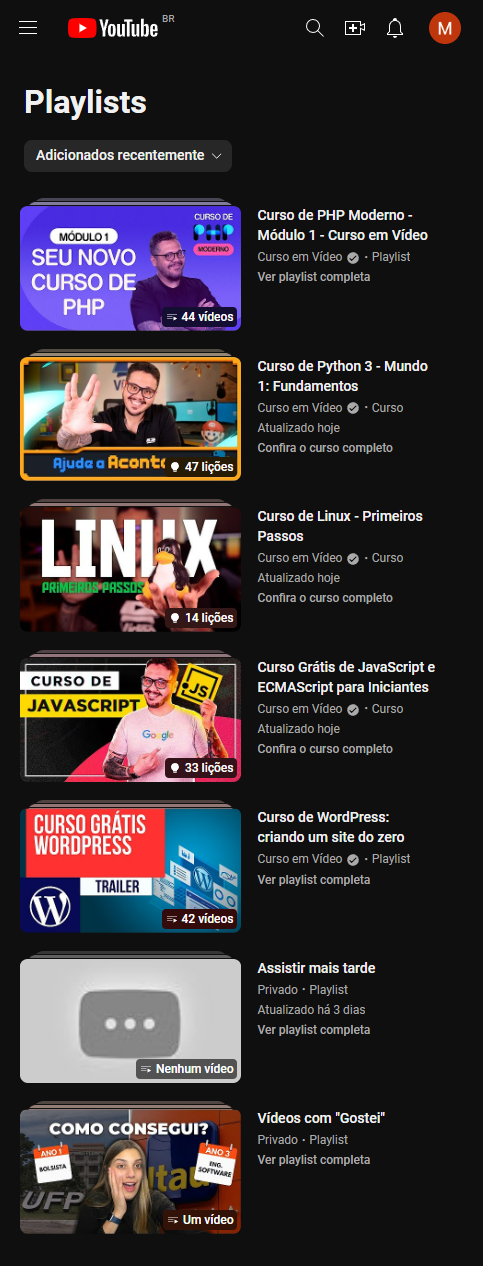 YouTube BR
M
Playlists
Adicionados recentemente
CURSO DE
PHP
MODERNO
MÓDULO 1
SEU NOVO
CURSO DE
PHP
44 vídeos
Curso de PHP Moderno -
Módulo 1 - Curso em Vídeo
Curso em Vídeo • Playlist
Ver playlist completa
Ajude a Aconte
47 lições
Curso de Python 3 - Mundo
1: Fundamentos
Curso em Vídeo • Curso
Atualizado hoje
Confira o curso completo
LINUX
PRIMEIROS PASSOS
14 lições
Curso de Linux - Primeiros
Passos
Curso em Vídeo • Curso
Atualizado hoje
Confira o curso completo
CURSO DE
JAVASCRIPT
JS
Google
33 lições
Curso Grátis de JavaScript e
ECMAScript para Iniciantes
Curso em Vídeo • Curso
Atualizado hoje
Confira o curso completo
CURSO GRÁTIS
WORDPRESS
TRAILER
42 vídeos
Curso de WordPress:
criando um site do zero
Curso em Vídeo • Playlist
Ver playlist completa
Nenhum vídeo
Assistir mais tarde
Privado • Playlist
Atualizado há 3 dias
Ver playlist completa
COMO CONSEGUI?
ANO 1
BOLSISTA
ANO 3
ENG.
SOFTWARE
UFP
Itaú
Um vídeo
Vídeos com "Gostei"
Privado • Playlist
Ver playlist completa